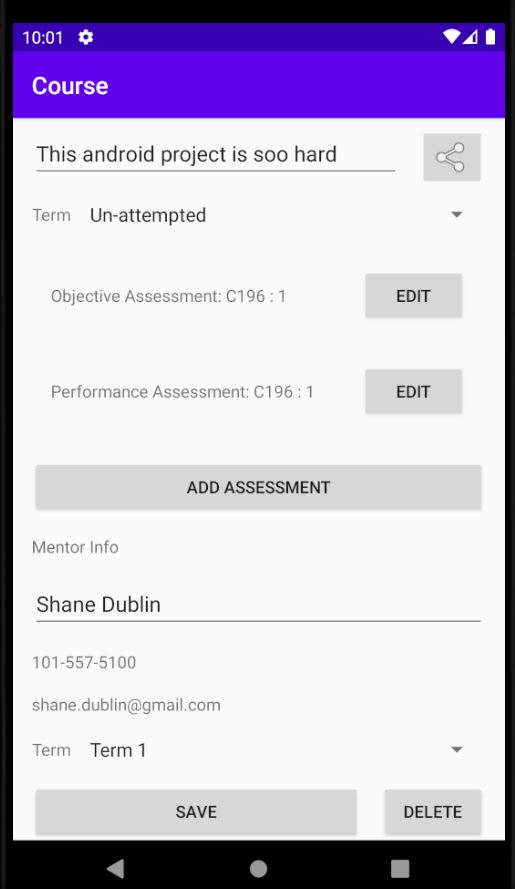 10:01
Course
This android project is soo hard
Term Un-attempted
Objective Assessment: C196 : 1 EDIT
Performance Assessment: C196 : 1 EDIT
ADD ASSESSMENT
Mentor Info
Shane Dublin
101-557-5100
shane.dublin@gmail.com
Term Term 1
SAVE DELETE